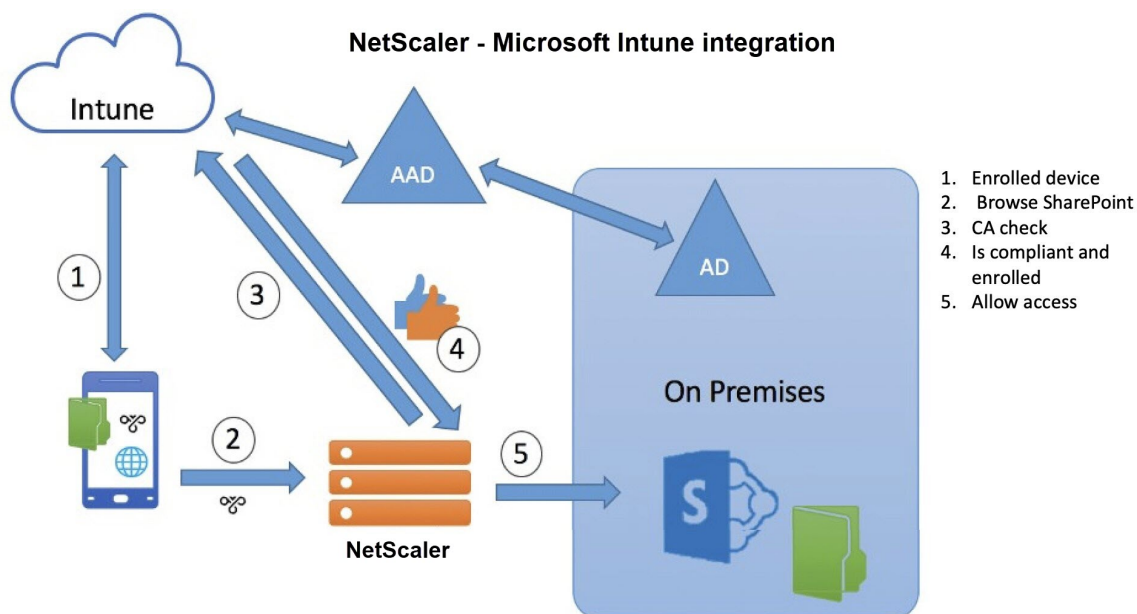 NetScaler - Microsoft Intune integration
Intune
AAD
AD
1
3
4
2
5
On Premises
S
NetScaler
1. Enrolled device
2. Browse SharePoint
3. CA check
4. Is compliant and
enrolled
5. Allow access